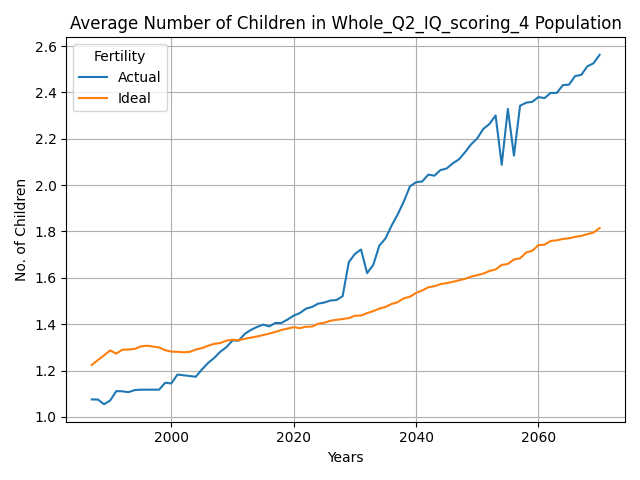 Average Number of Children in Whole_Q2_IQ_scoring_4 Population
Fertility
Actual
Ideal
2.6
2.4
2.2
2.0
1.8
1.6
1.4
1.2
1.0
No. of Children
2000
2020
2040
2060
Years